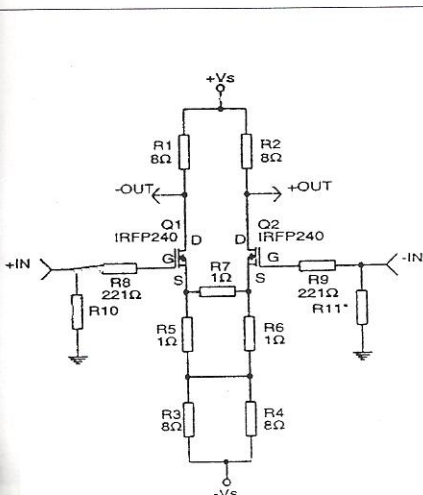 +Vs
R1
8Ω
R2
8Ω
-OUT
+OUT
Q1
IRFP240
D
G
S
Q2
IRFP240
D
G
S
+IN
-IN
R8
221Ω
R10
R7
1Ω
R9
221Ω
R11*
R5
1Ω
R6
1Ω
R3
8Ω
R4
8Ω
-Vs